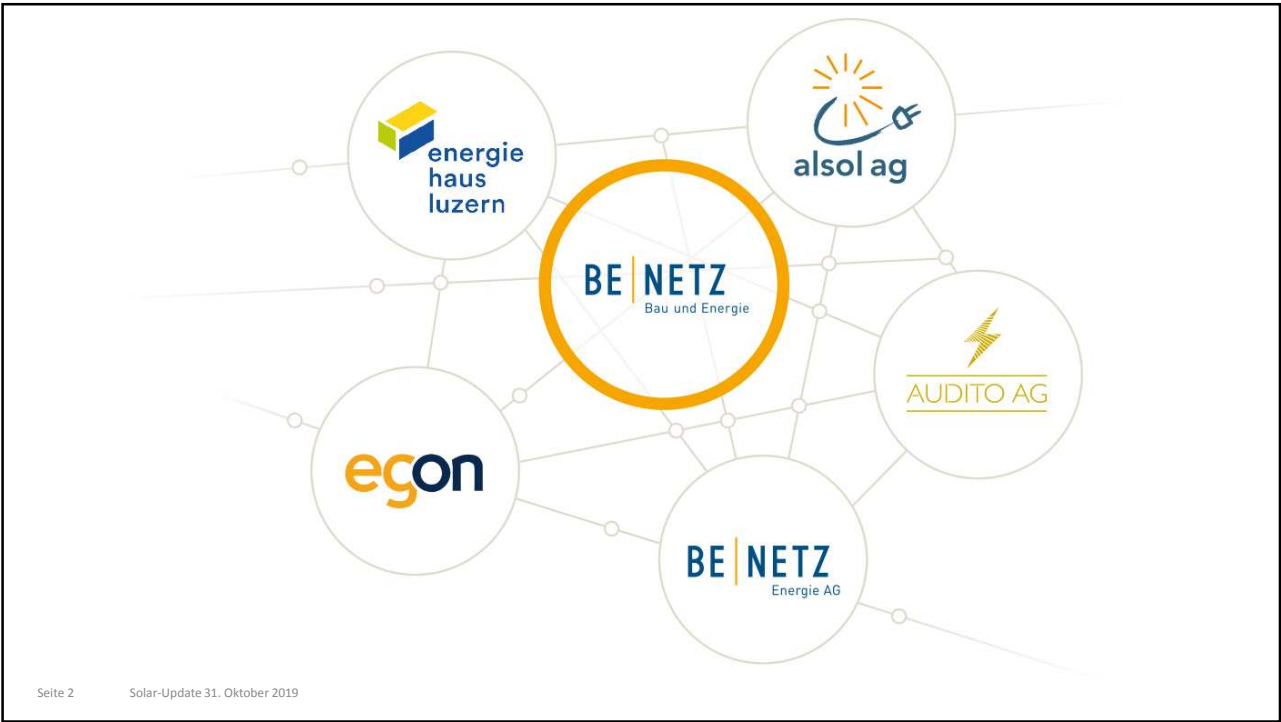 energie
haus
luzern
alsol ag
BE NETZ
Bau und Energie
AUDITO AG
egon
BE NETZ
Energie AG
Seite 2 Solar-Update 31. Oktober 2019